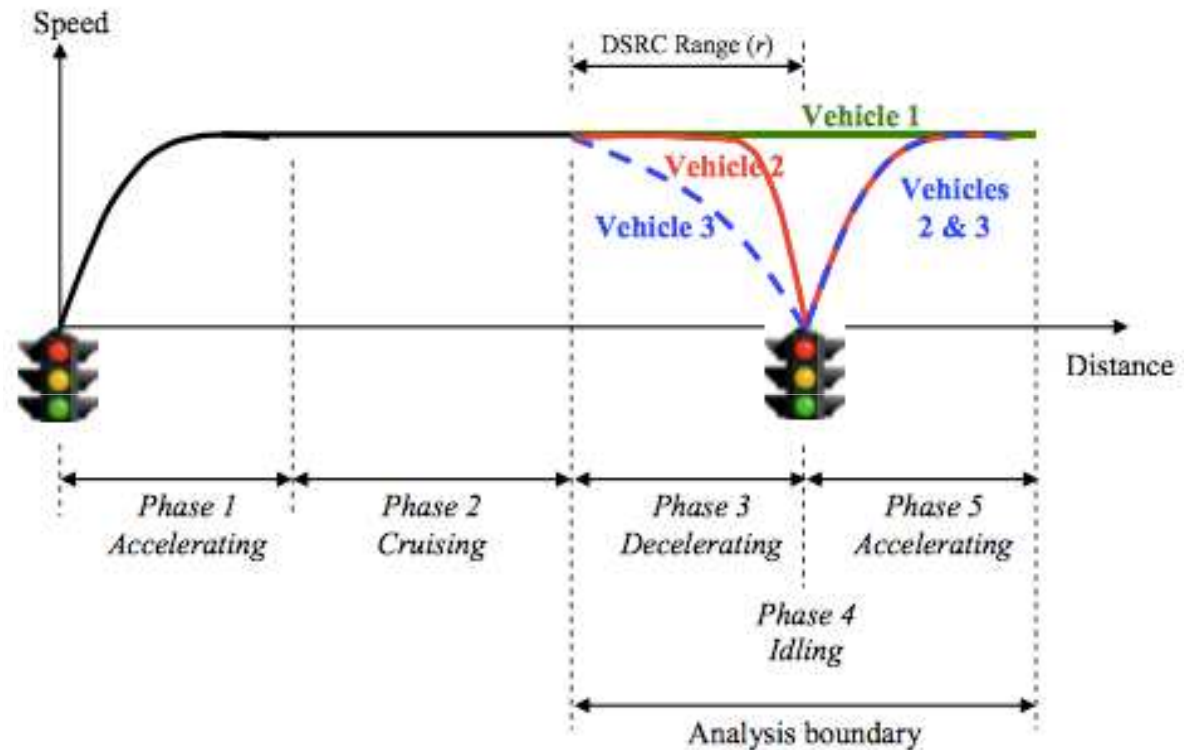 Speed
DSRC Range (r)
Vehicle 1
Vehicle 2
Vehicle 3
Vehicles
2 & 3
Distance
Phase 1
Accelerating
Phase 2
Cruising
Phase 3
Decelerating
Phase 5
Accelerating
Phase 4
Idling
Analysis boundary